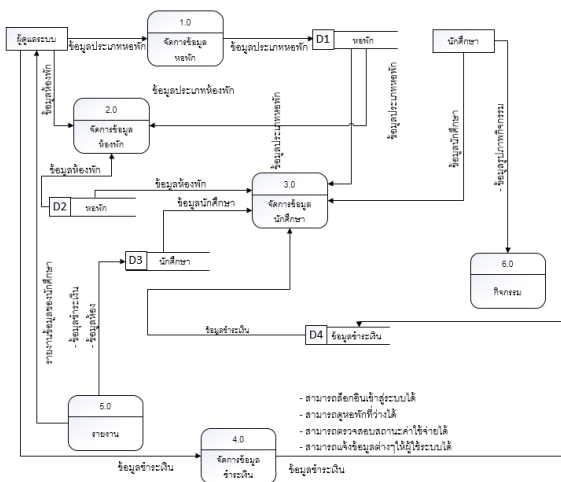 1.0
ผู้ดูแลระบบ
ข้อมูลประเภทหอพัก
จัดการข้อมูล
หอพัก
ข้อมูลประเภทหอพัก
D1
หอพัก
นักศึกษา
ข้อมูลห้องพัก
ข้อมูลประเภทห้องพัก
2.0
จัดการข้อมูล
ห้องพัก
ข้อมูลประเภทหอพัก
ข้อมูลประเภทหอพัก
ข้อมูลนักศึกษา
- ข้อมูลรูปภาพกิจกรรม
ข้อมูลห้องพัก
ข้อมูลห้องพัก
3.0
จัดการข้อมูล
นักศึกษา
D2
หอพัก
ข้อมูลนักศึกษา
D3
นักศึกษา
6.0
กิจกรรม
รายงานข้อมูลของนักศึกษา
- ข้อมูลชำระเงิน
- ข้อมูลห้อง
ข้อมูลชำระเงิน
D4
ข้อมูลชำระเงิน
5.0
รายงาน
- สามารถล็อกอินเข้าสู่ระบบได้
- สามารถดูหอพักที่ว่างได้
- สามารถตรวจสอบสถานะค่าใช้จ่ายได้
- สามารถแจ้งข้อมูลต่างๆให้ผู้ใช้ระบบได้
4.0
จัดการข้อมูล
ชำระเงิน
ข้อมูลชำระเงิน
ข้อมูลชำระเงิน